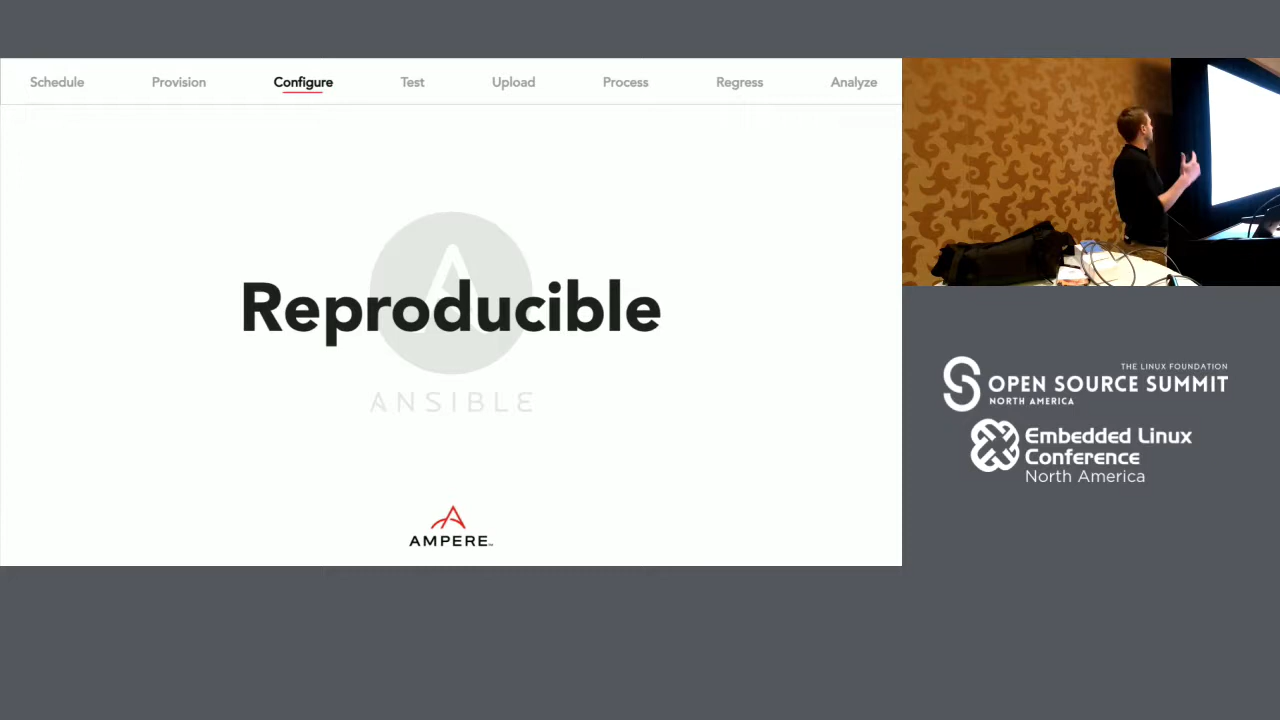 Schedule Provision Configure Test Upload Process Regress Analyze
Reproducible
ANSIBLE
AMPERE™
THE LINUX FOUNDATION
OPEN SOURCE SUMMIT
NORTH AMERICA
Embedded Linux
Conference
North America